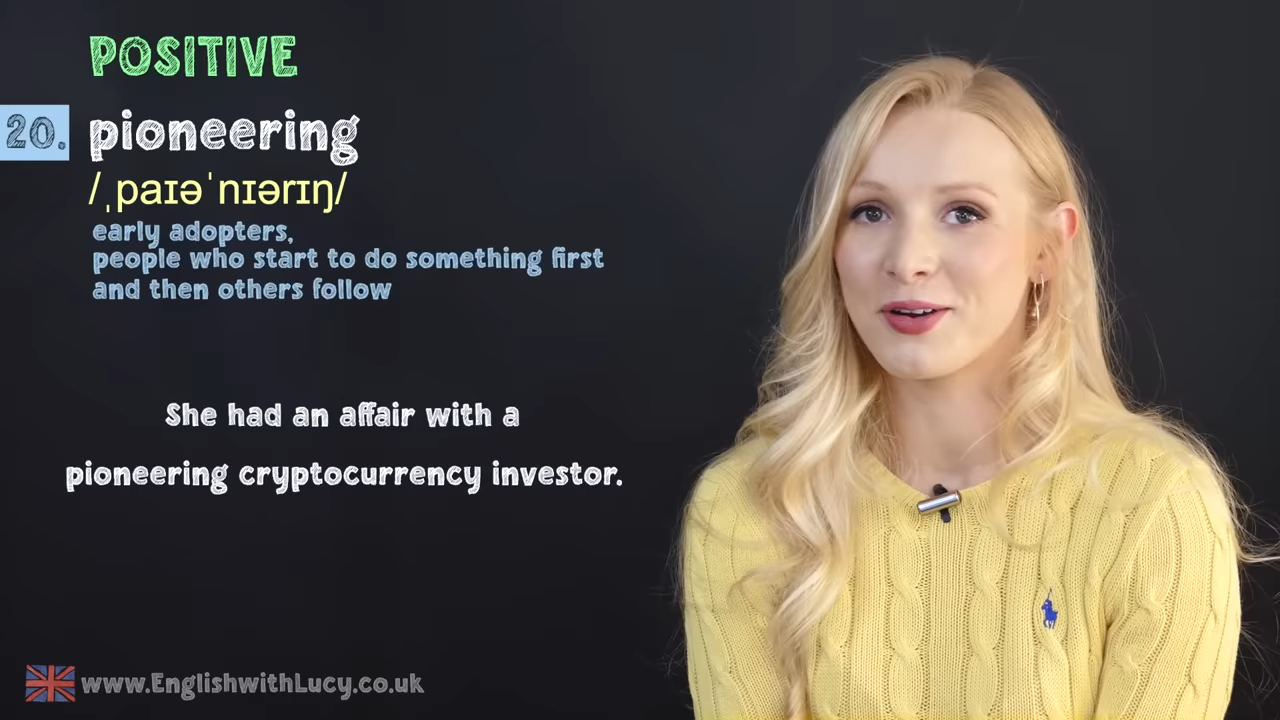 POSITIVE
20. pioneering
/ˌpaɪəˈnɪərɪŋ/
early adopters,
people who start to do something first
and then others follow
She had an affair with a
pioneering cryptocurrency investor.
www.EnglishwithLucy.co.uk